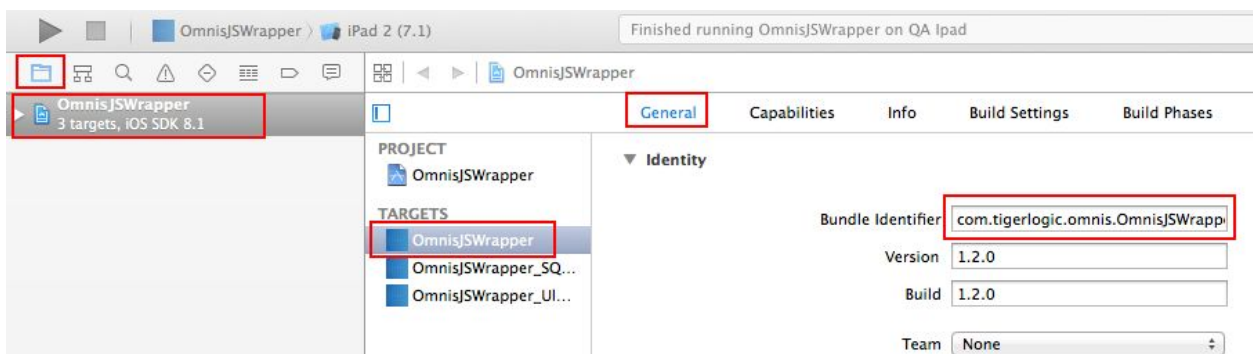 OmnisJSWrapper
iPad 2 (7.1)
Finished running OmnisJSWrapper on QA Ipad
OmnisJSWrapper
OmnisJSWrapper
3 targets, iOS SDK 8.1
General Capabilities Info Build Settings Build Phases
PROJECT
OmnisJSWrapper
TARGETS
OmnisJSWrapper
OmnisJSWrapper_SQ...
OmnisJSWrapper_UI...
Identity
Bundle Identifier com.tigerlogic.omnis.OmnisJSWrapp
Version 1.2.0
Build 1.2.0
Team None